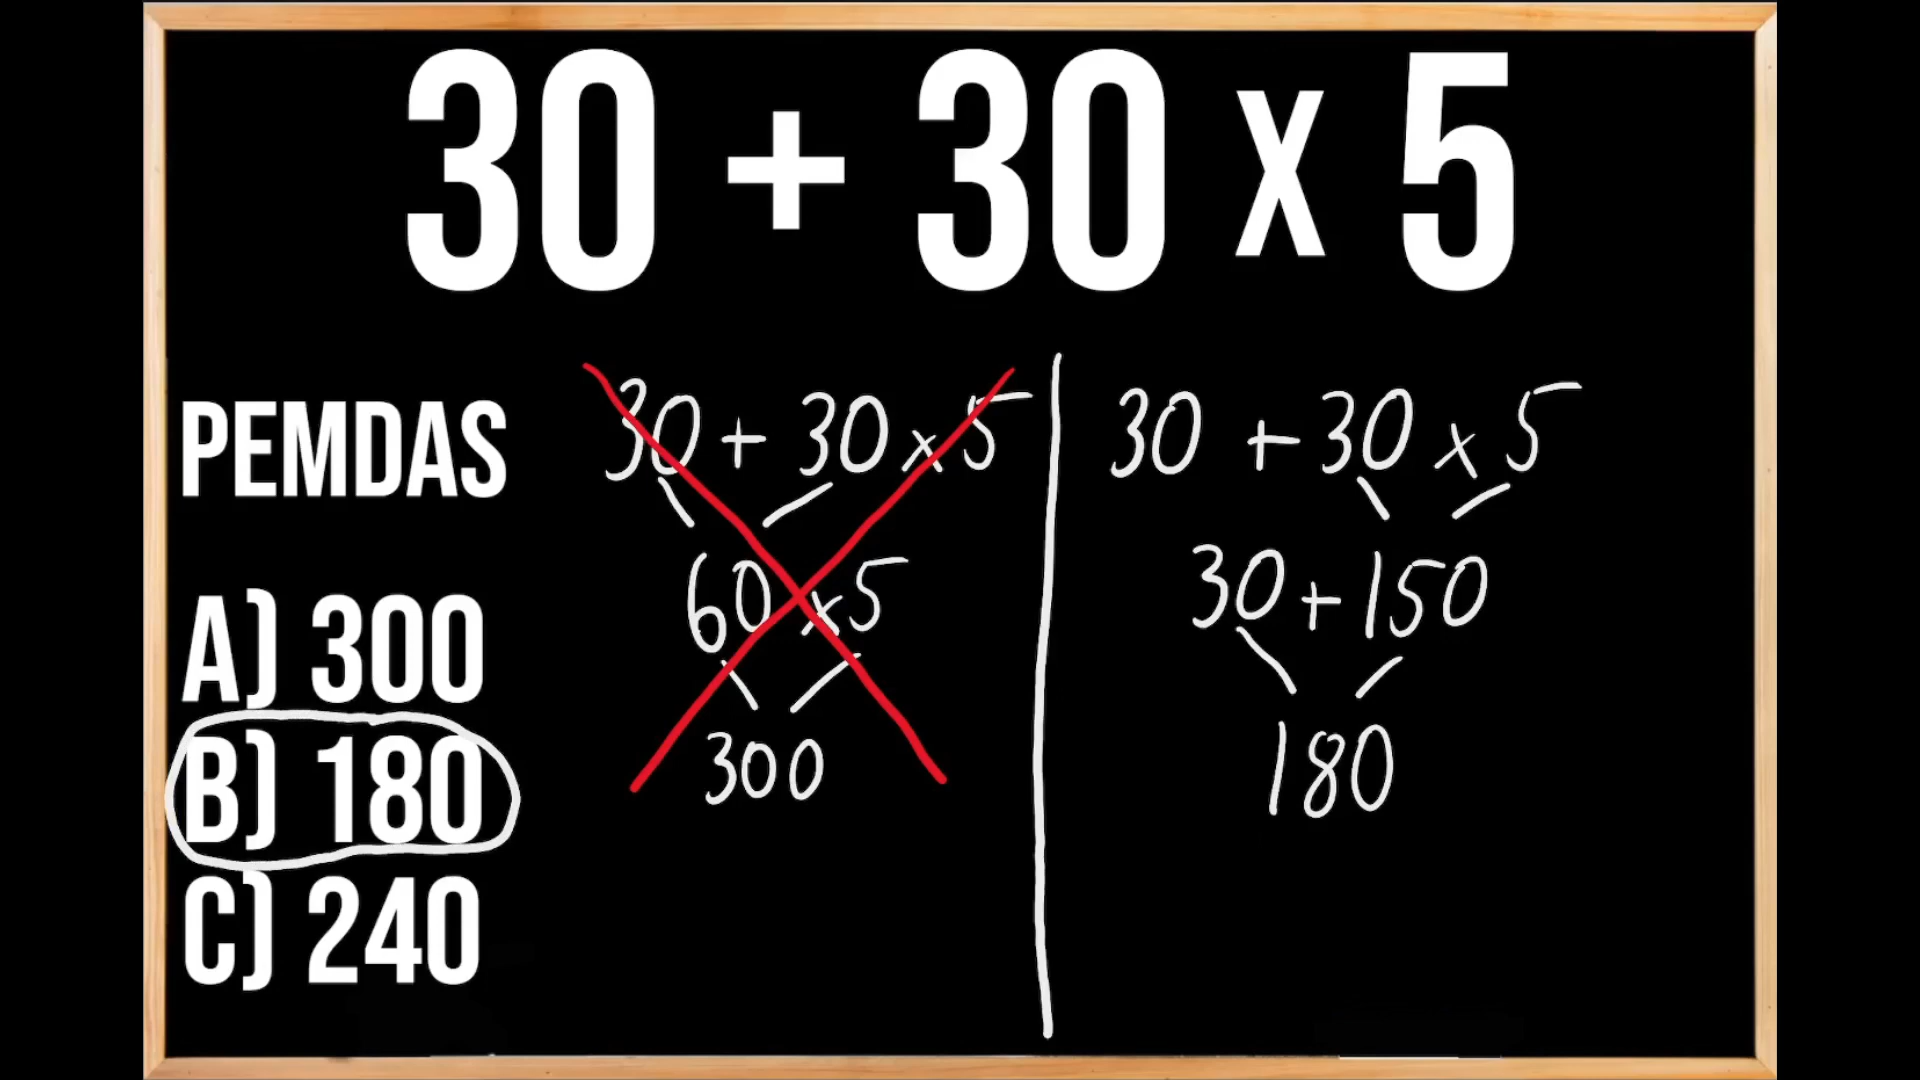 30 + 30 x 5
PEMDAS
A) 300
B) 180
C) 240
30 + 30 x 5
60 x 5
300
30 + 30 x 5
30 + 150
180